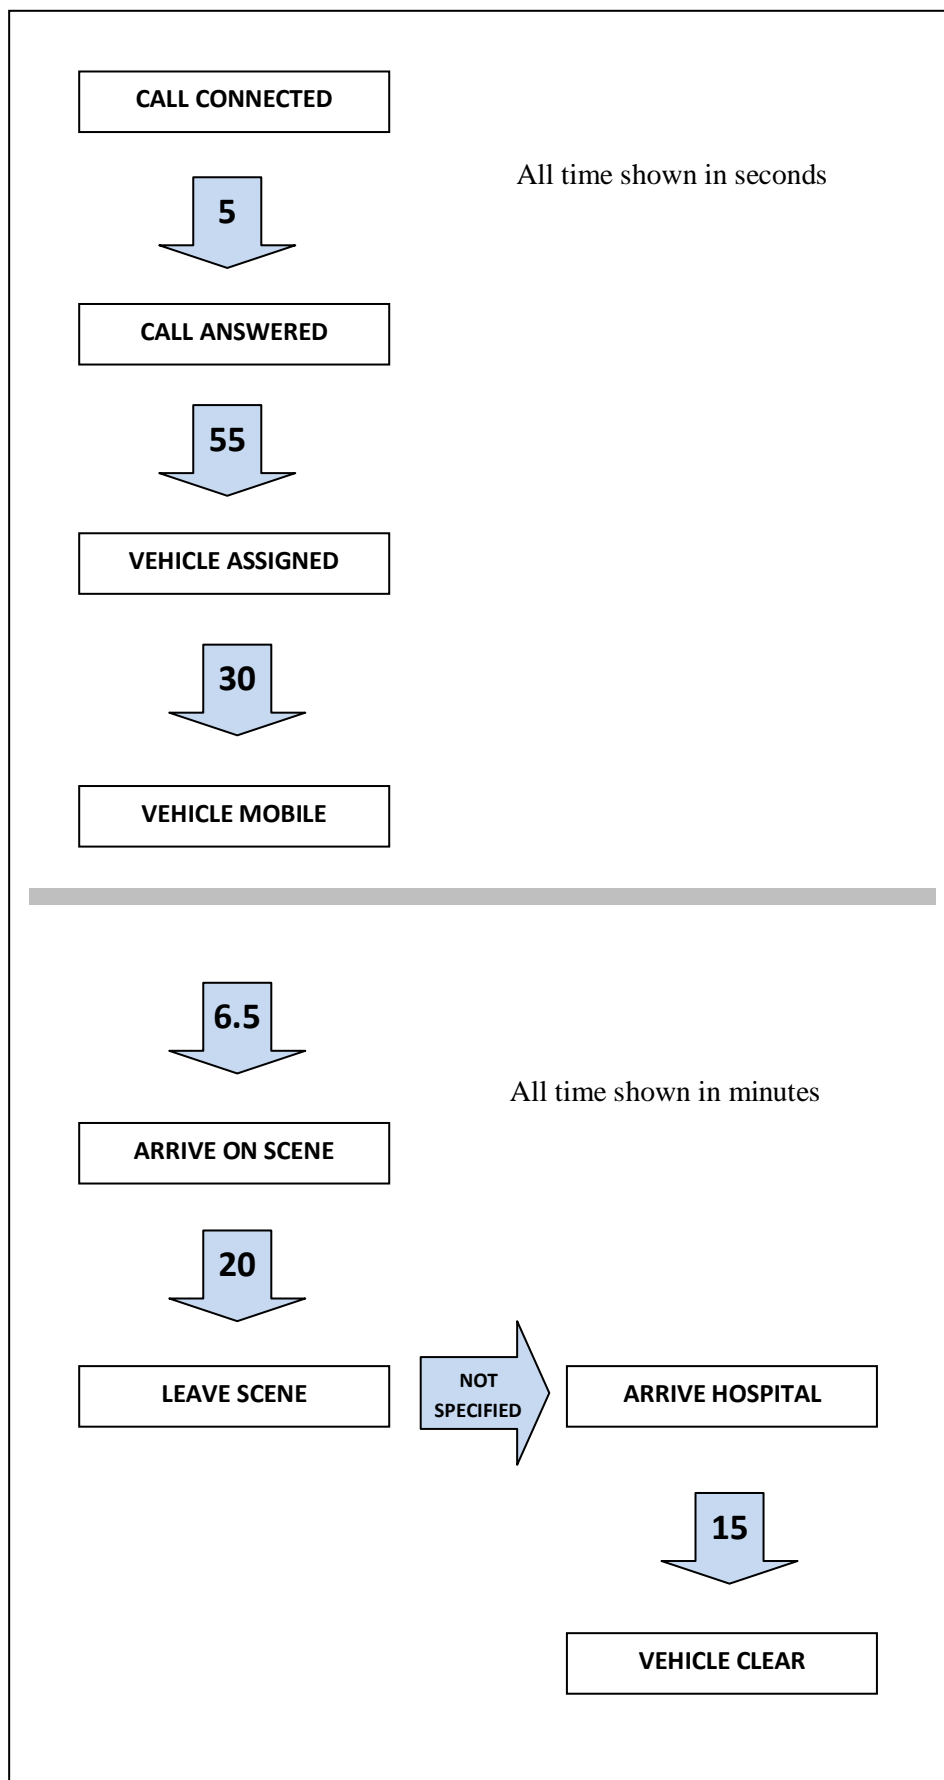 CALL CONNECTED
All time shown in seconds
5
CALL ANSWERED
55
VEHICLE ASSIGNED
30
VEHICLE MOBILE
6.5
All time shown in minutes
ARRIVE ON SCENE
20
LEAVE SCENE
NOT
SPECIFIED
ARRIVE HOSPITAL
15
VEHICLE CLEAR